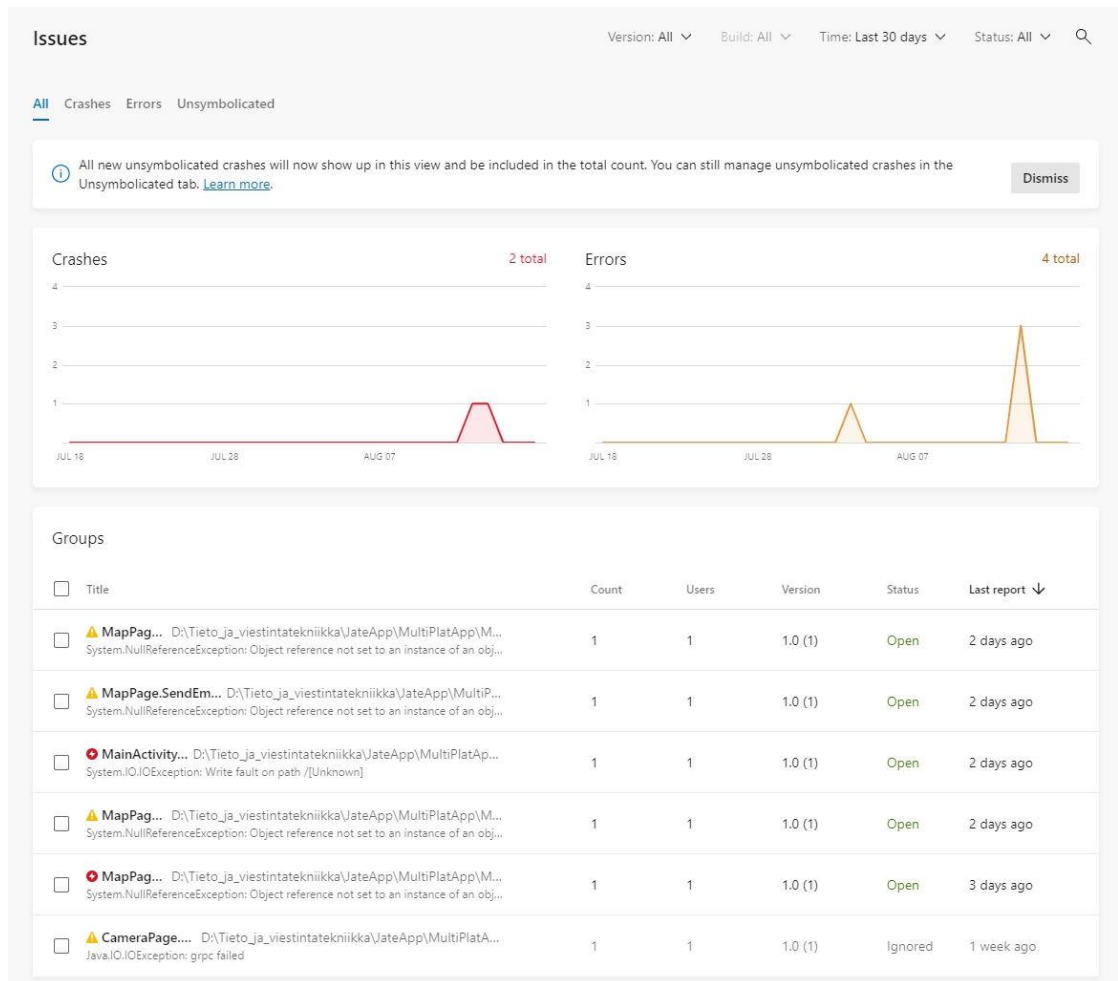 Issues
Version: All Build: All Time: Last 30 days Status: All
All Crashes Errors Unsymbolicated
All new unsymbolicated crashes will now show up in this view and be included in the total count. You can still manage unsymbolicated crashes in the
Unsymbolicated tab. Learn more.
Dismiss
Crashes 2 total
4
3
2
1
JUL 18 JUL 28 AUG 07
Errors 4 total
4
3
2
1
JUL 18 JUL 28 AUG 07
Groups
Title Count Users Version Status Last report
MapPag... D:\Tieto_ja_viestintatekniikka\JateApp\MultiPlatApp\M... 1 1 1.0 (1) Open 2 days ago
System.NullReferenceException: Object reference not set to an instance of an obj...
MapPage.SendEm... D:\Tieto_ja_viestintatekniikka\JateApp\MultiP... 1 1 1.0 (1) Open 2 days ago
System.NullReferenceException: Object reference not set to an instance of an obj...
MainActivity... D:\Tieto_ja_viestintatekniikka\JateApp\MultiPlatAp... 1 1 1.0 (1) Open 2 days ago
System.IO.IOException: Write fault on path /[Unknown]
MapPag... D:\Tieto_ja_viestintatekniikka\JateApp\MultiPlatApp\M... 1 1 1.0 (1) Open 2 days ago
System.NullReferenceException: Object reference not set to an instance of an obj...
MapPag... D:\Tieto_ja_viestintatekniikka\JateApp\MultiPlatApp\M... 1 1 1.0 (1) Open 3 days ago
System.NullReferenceException: Object reference not set to an instance of an obj...
CameraPage.... D:\Tieto_ja_viestintatekniikka\JateApp\MultiPlatA... 1 1 1.0 (1) Ignored 1 week ago
Java.IO.IOException: grpc failed